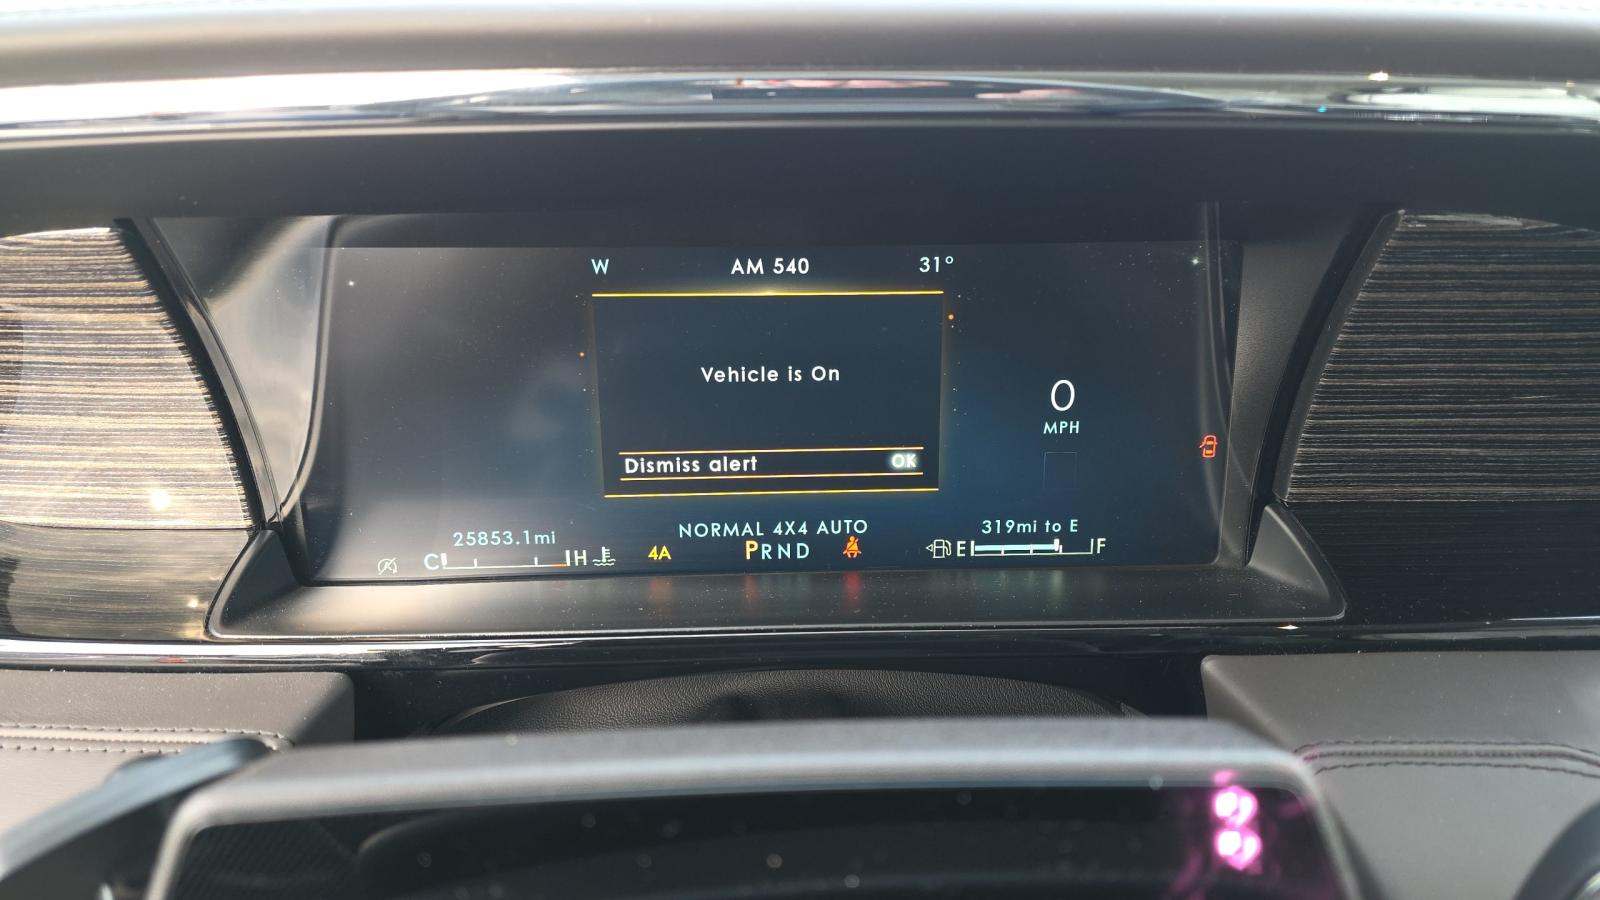 W AM 540 31°
Vehicle is On
Dismiss alert OK
0
MPH
NORMAL 4X4 AUTO
25853.1mi
319mi to E
C H 4A PRND E F